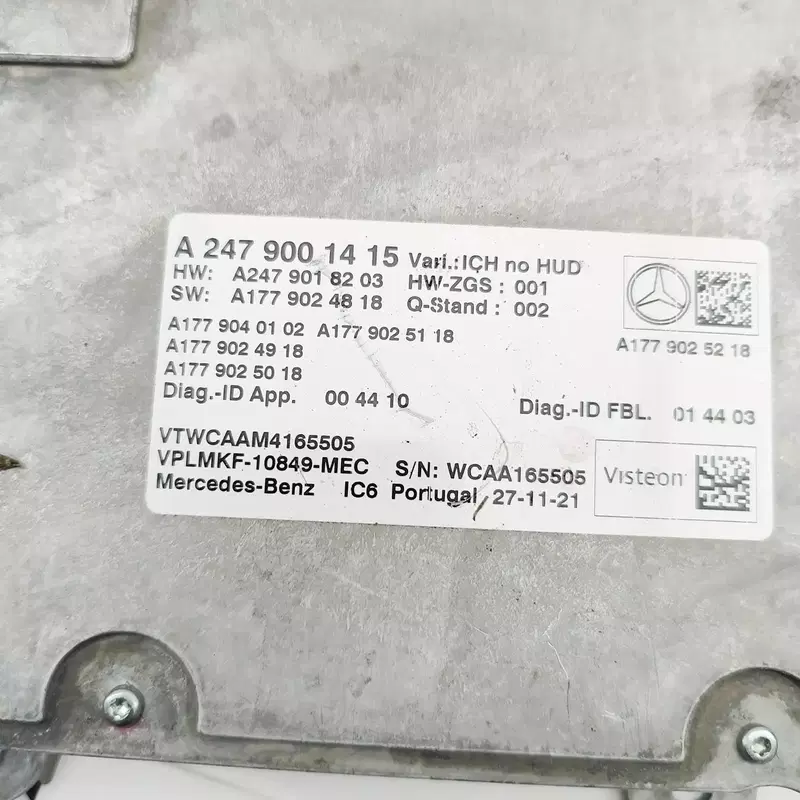 A 247 900 14 15 Vari.:ICH no HUD
HW: A247 901 82 03 HW-ZGS : 001
SW: A177 902 48 18 Q-Stand : 002
A177 904 01 02 A177 902 51 18
A177 902 49 18
A177 902 50 18
A177 902 52 18
Diag.-ID App. 00 44 10 Diag.-ID FBL. 01 44 03
VTWCAAM4165505
VPLMKF-10849-MEC S/N: WCAA165505
Mercedes-Benz IC6 Portugal 27-11-21
Visteon